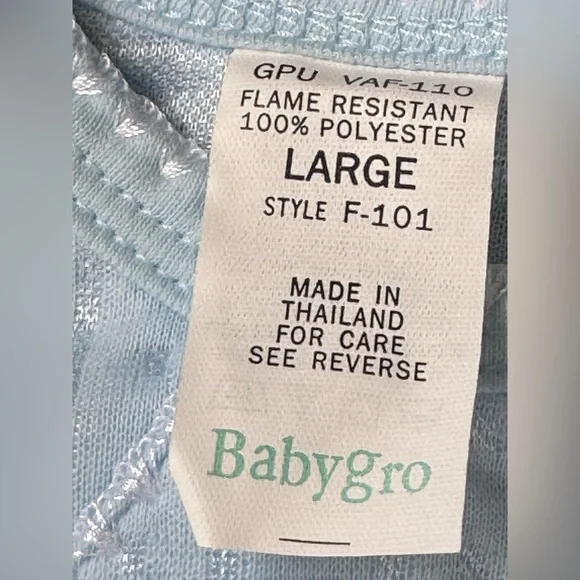 GPU VAF-110
FLAME RESISTANT
100% POLYESTER
LARGE
STYLE F-101
MADE IN
THAILAND
FOR CARE
SEE REVERSE
Babygro